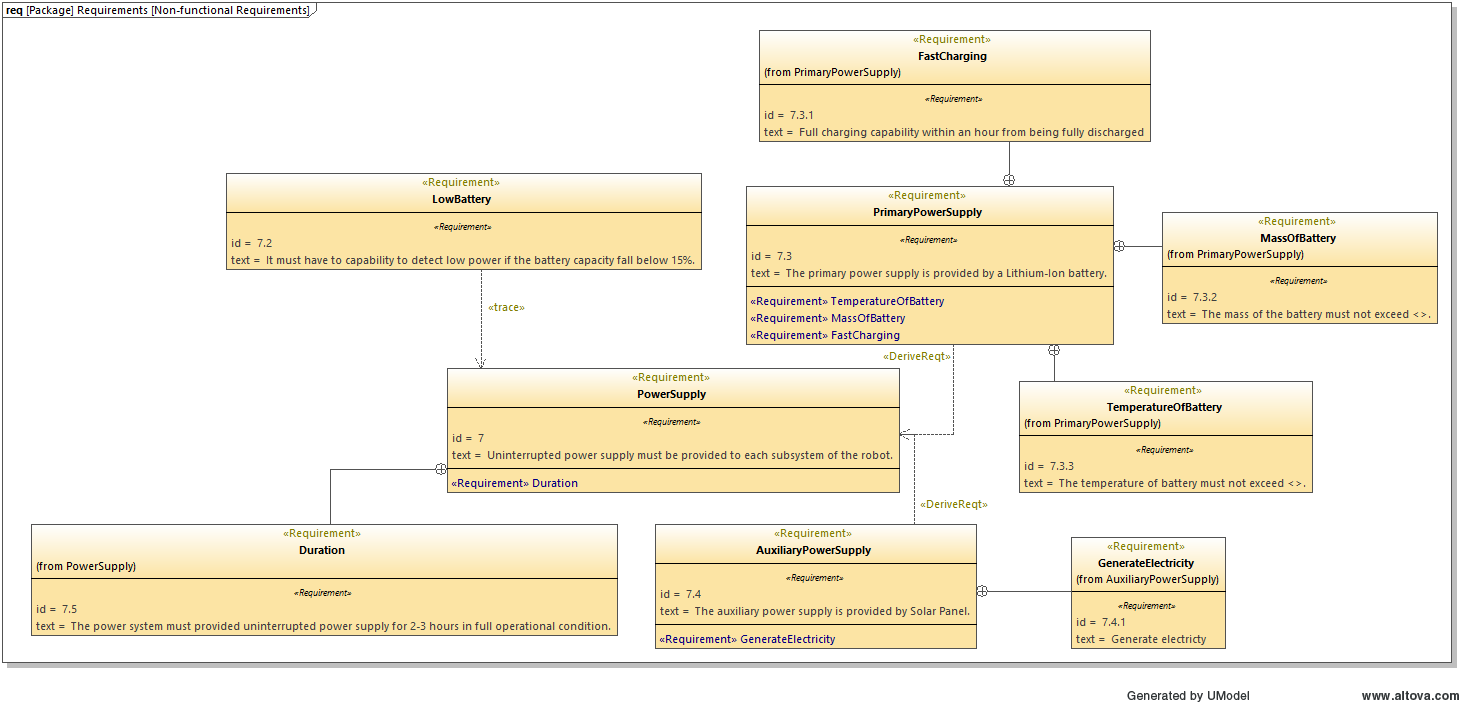 req [Package] Requirements [Non-functional Requirements]
«Requirement»
FastCharging
(from PrimaryPowerSupply)
«Requirement»
id = 7.3.1
text = Full charging capability within an hour from being fully discharged
«Requirement»
LowBattery
«Requirement»
id = 7.2
text = It must have to capability to detect low power if the battery capacity fall below 15%.
«trace»
«Requirement»
PrimaryPowerSupply
«Requirement»
id = 7.3
text = The primary power supply is provided by a Lithium-Ion battery.
«Requirement» TemperatureOfBattery
«Requirement» MassOfBattery
«Requirement» FastCharging
«Requirement»
MassOfBattery
(from PrimaryPowerSupply)
«Requirement»
id = 7.3.2
text = The mass of the battery must not exceed <>.
«DeriveReqt»
«Requirement»
PowerSupply
«Requirement»
id = 7
text = Uninterrupted power supply must be provided to each subsystem of the robot.
«Requirement» Duration
«Requirement»
TemperatureOfBattery
(from PrimaryPowerSupply)
«Requirement»
id = 7.3.3
text = The temperature of battery must not exceed <>.
«DeriveReqt»
«Requirement»
Duration
(from PowerSupply)
«Requirement»
id = 7.5
text = The power system must provided uninterrupted power supply for 2-3 hours in full operational condition.
«Requirement»
AuxiliaryPowerSupply
«Requirement»
id = 7.4
text = The auxiliary power supply is provided by Solar Panel.
«Requirement» GenerateElectricity
«Requirement»
GenerateElectricity
(from AuxiliaryPowerSupply)
«Requirement»
id = 7.4.1
text = Generate electricty
Generated by UModel
www.altova.com